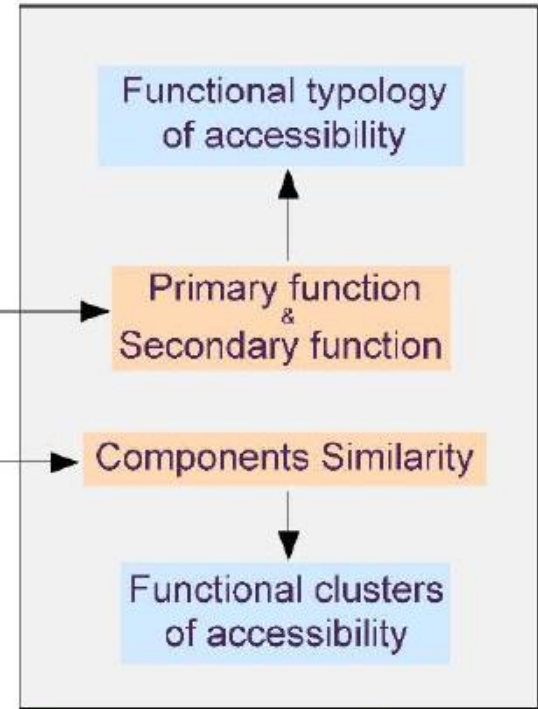 Functional typology
of accessibility
Primary function
&
Secondary function
Components Similarity
Functional clusters
of accessibility